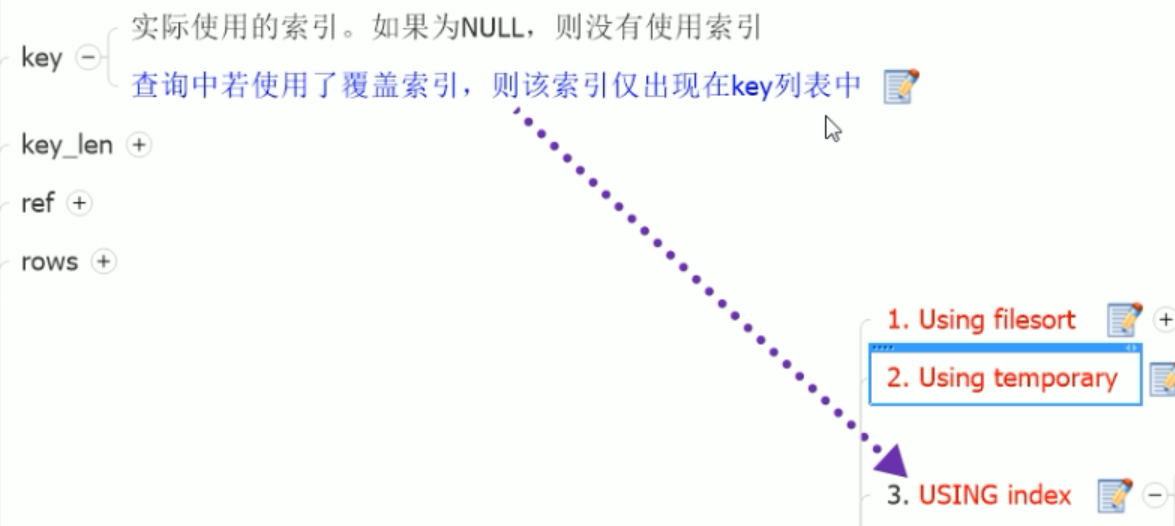 实际使用的索引。如果为NULL，则没有使用索引
key
查询中若使用了覆盖索引，则该索引仅出现在key列表中
key_len
ref
rows
1. Using filesort
2. Using temporary
3. USING index